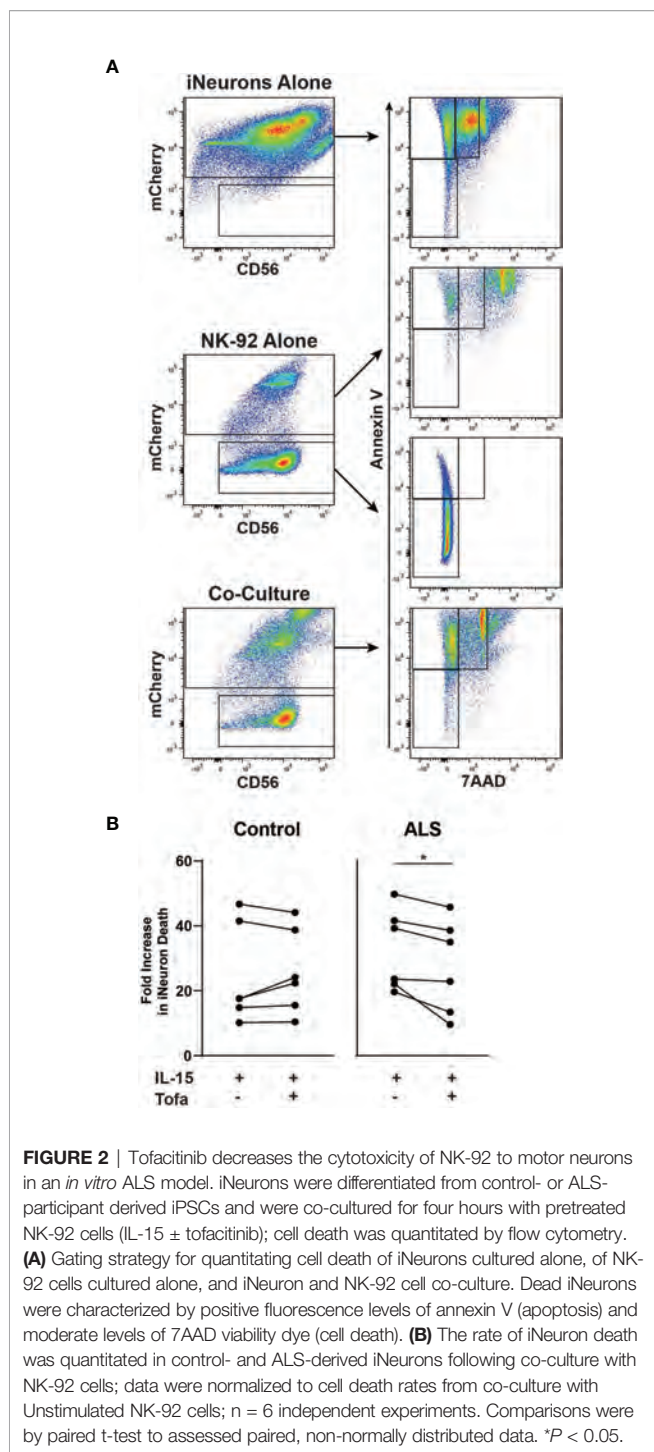 A
iNeurons Alone
mCherry
CD56
NK-92 Alone
mCherry
CD56
Co-Culture
mCherry
CD56
Annexin V
7AAD
B
Control
ALS
Fold Increase
in iNeuron Death
60
40
20
0
*
IL-15 + + + +
Tofa - + - +
FIGURE 2 | Tofacitinib decreases the cytotoxicity of NK-92 to motor neurons
in an in vitro ALS model. iNeurons were differentiated from control- or ALS-
participant derived iPSCs and were co-cultured for four hours with pretreated
NK-92 cells (IL-15 ± tofacitinib); cell death was quantitated by flow cytometry.
(A) Gating strategy for quantitating cell death of iNeurons cultured alone, of NK-
92 cells cultured alone, and iNeuron and NK-92 cell co-culture. Dead iNeurons
were characterized by positive fluorescence levels of annexin V (apoptosis) and
moderate levels of 7AAD viability dye (cell death). (B) The rate of iNeuron death
was quantitated in control- and ALS-derived iNeurons following co-culture with
NK-92 cells; data were normalized to cell death rates from co-culture with
Unstimulated NK-92 cells; n = 6 independent experiments. Comparisons were
by paired t-test to assessed paired, non-normally distributed data. *P < 0.05.